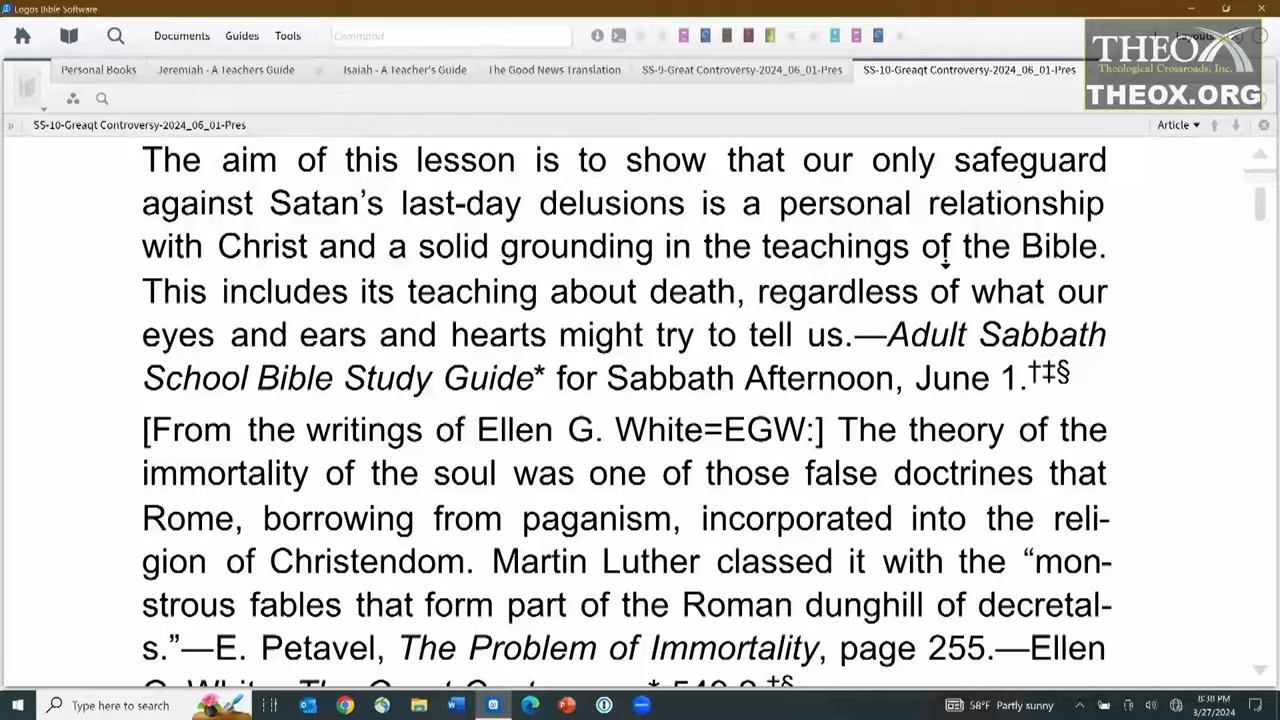 Logos Bible Software
Documents Guides Tools Command
THEOX
Theological Crossroads, Inc.
THEOX.ORG
Personal Books Jeremiah - A Teachers Guide Isaiah - A The Good News Translation SS-9-Great Controversy-2024_06_01-Pres SS-10-Greaqt Controversy-2024_06_01-Pres
SS-10-Greaqt Controversy-2024_06_01-Pres Article
The aim of this lesson is to show that our only safeguard
against Satan’s last-day delusions is a personal relationship
with Christ and a solid grounding in the teachings of the Bible.
This includes its teaching about death, regardless of what our
eyes and ears and hearts might try to tell us.—Adult Sabbath
School Bible Study Guide* for Sabbath Afternoon, June 1.†‡§
[From the writings of Ellen G. White=EGW:] The theory of the
immortality of the soul was one of those false doctrines that
Rome, borrowing from paganism, incorporated into the reli-
gion of Christendom. Martin Luther classed it with the “mon-
strous fables that form part of the Roman dunghill of decretal-
s.”—E. Petavel, The Problem of Immortality, page 255.—Ellen
Type here to search 58°F Partly sunny 8:38 PM
3/27/2024